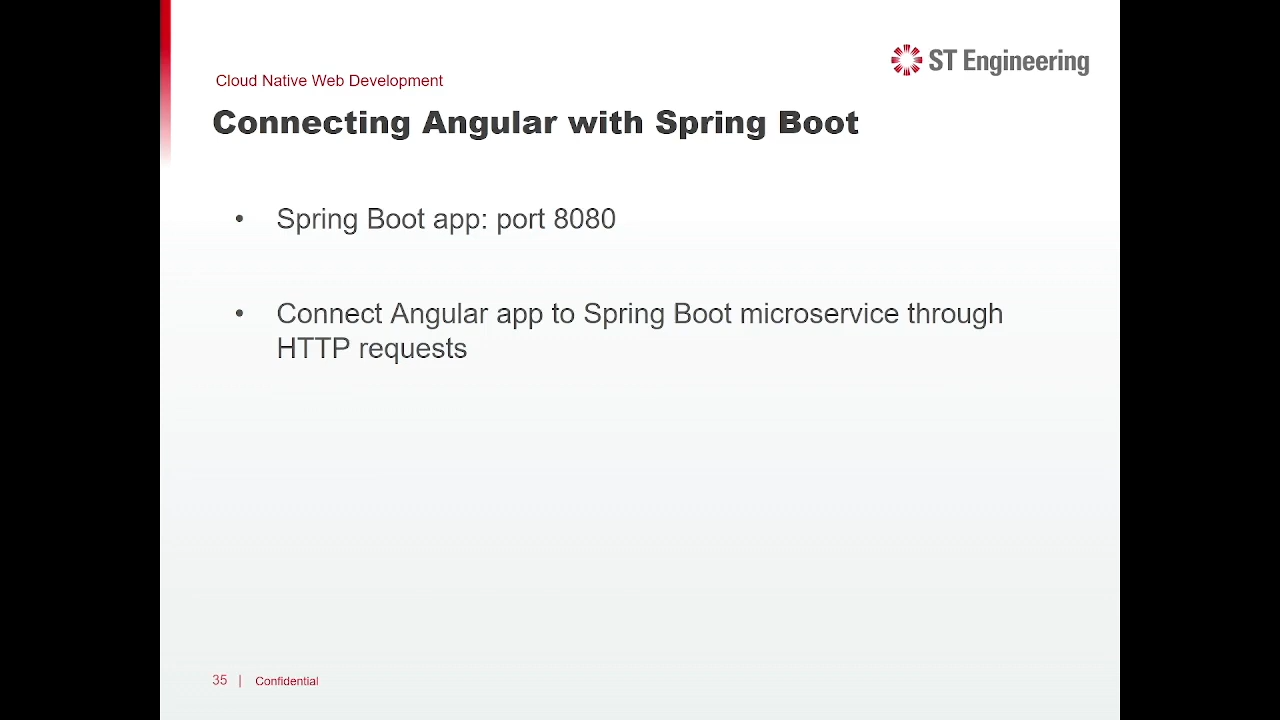 ST Engineering
Cloud Native Web Development
Connecting Angular with Spring Boot
• Spring Boot app: port 8080
• Connect Angular app to Spring Boot microservice through
HTTP requests
35 | Confidential